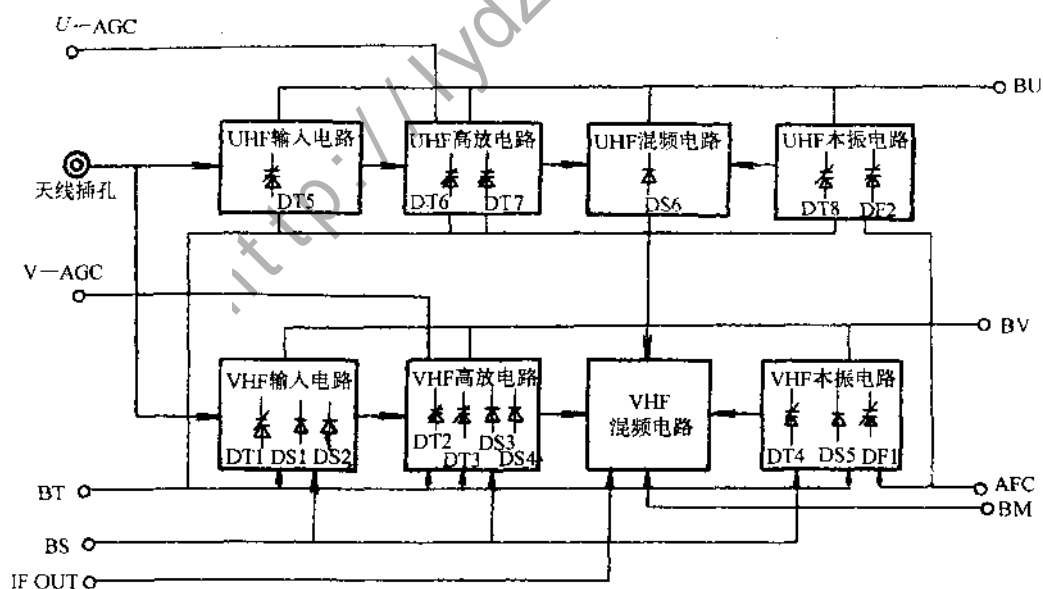 U-AGC
BU
UHF输入电路
UHF高放电路
UHF混频电路
UHF本振电路
天线插孔
DT5
DT6
DT7
DS6
DT8
DF2
http://lydz
V-AGC
BV
VHF输入电路
VHF高放电路
VHF
混频电路
VHF本振电路
DT1
DS1
DS2
DT2
DT3
DS3
DS4
DT4
DS5
DF1
BT
AFC
BM
BS
IF OUT